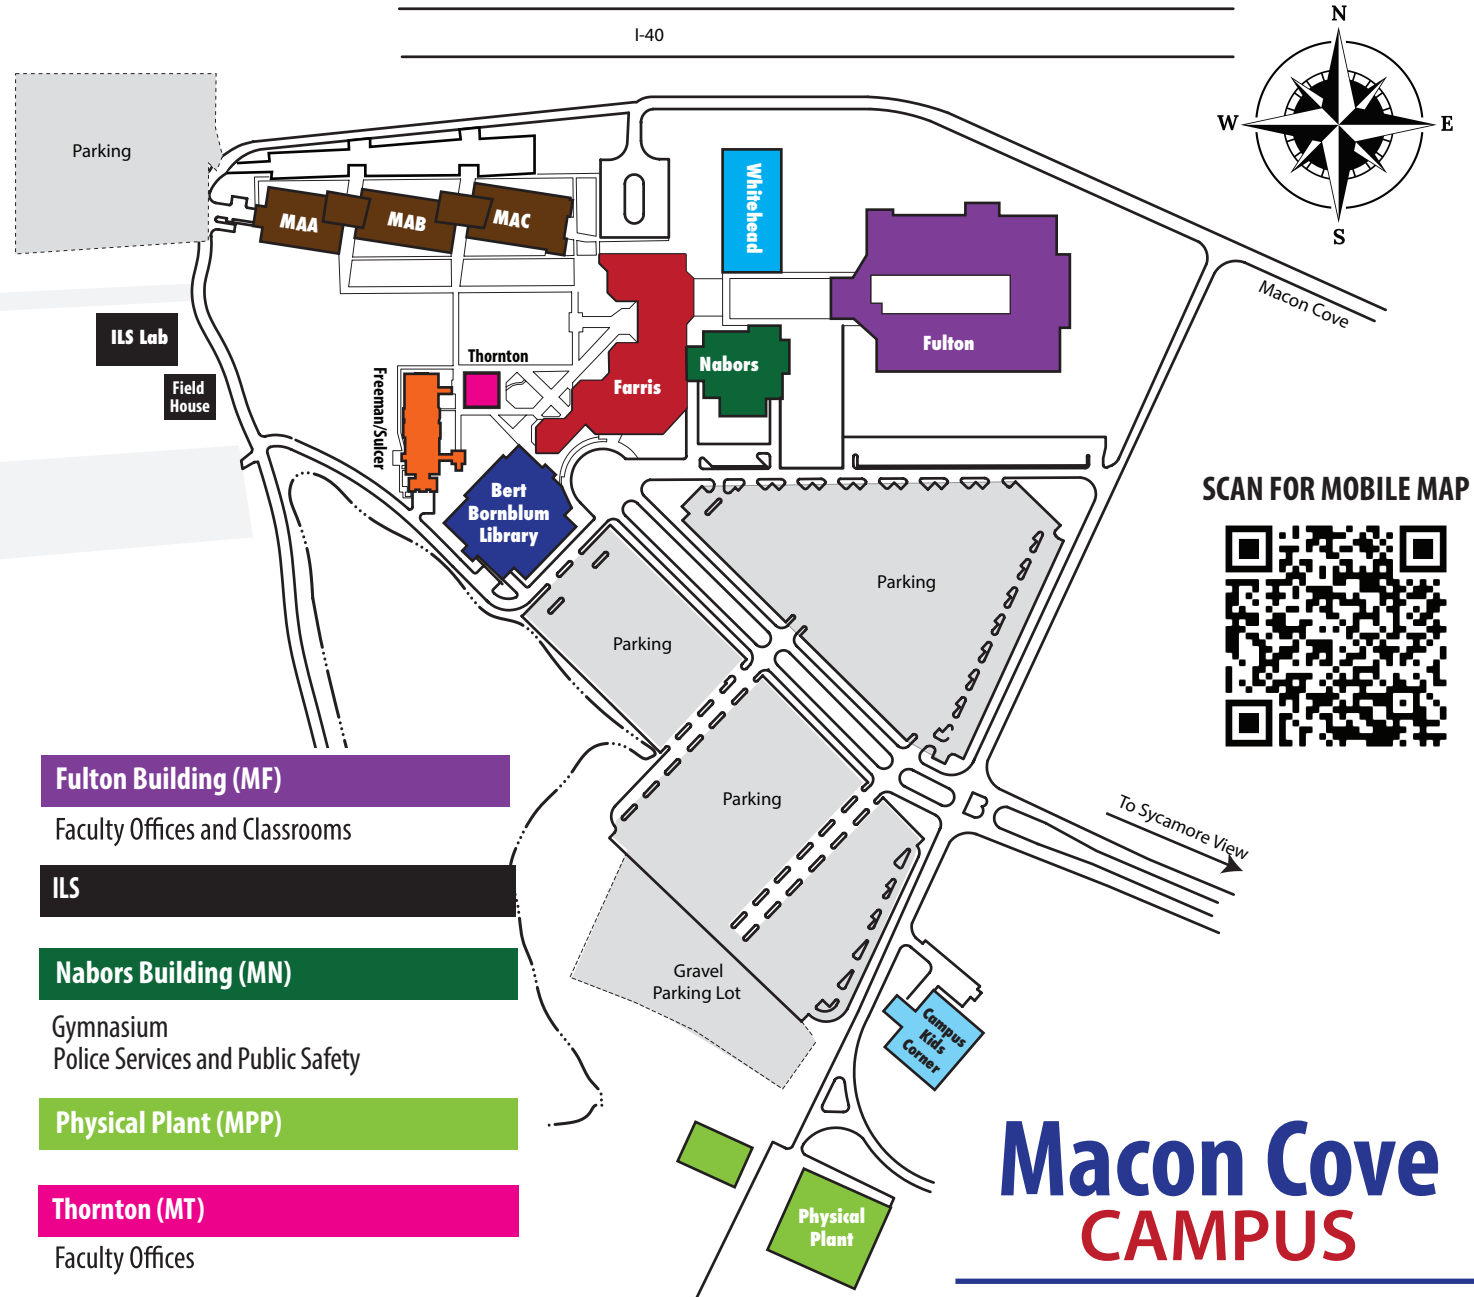 I-40
N
W
E
S
Parking
MAA
MAB
MAC
Whitehead
Macon Cove
ILS Lab
Field
House
Thornton
Freeman/Sulcer
Farris
Nabors
Fulton
Bert
Bornblum
Library
SCAN FOR MOBILE MAP
Parking
Parking
Parking
To Sycamore View
Gravel
Parking Lot
Campus
Kids
Corner
Physical
Plant
Fulton Building (MF)
Faculty Offices and Classrooms
ILS
Nabors Building (MN)
Gymnasium
Police Services and Public Safety
Physical Plant (MPP)
Thornton (MT)
Faculty Offices
Macon Cove
CAMPUS